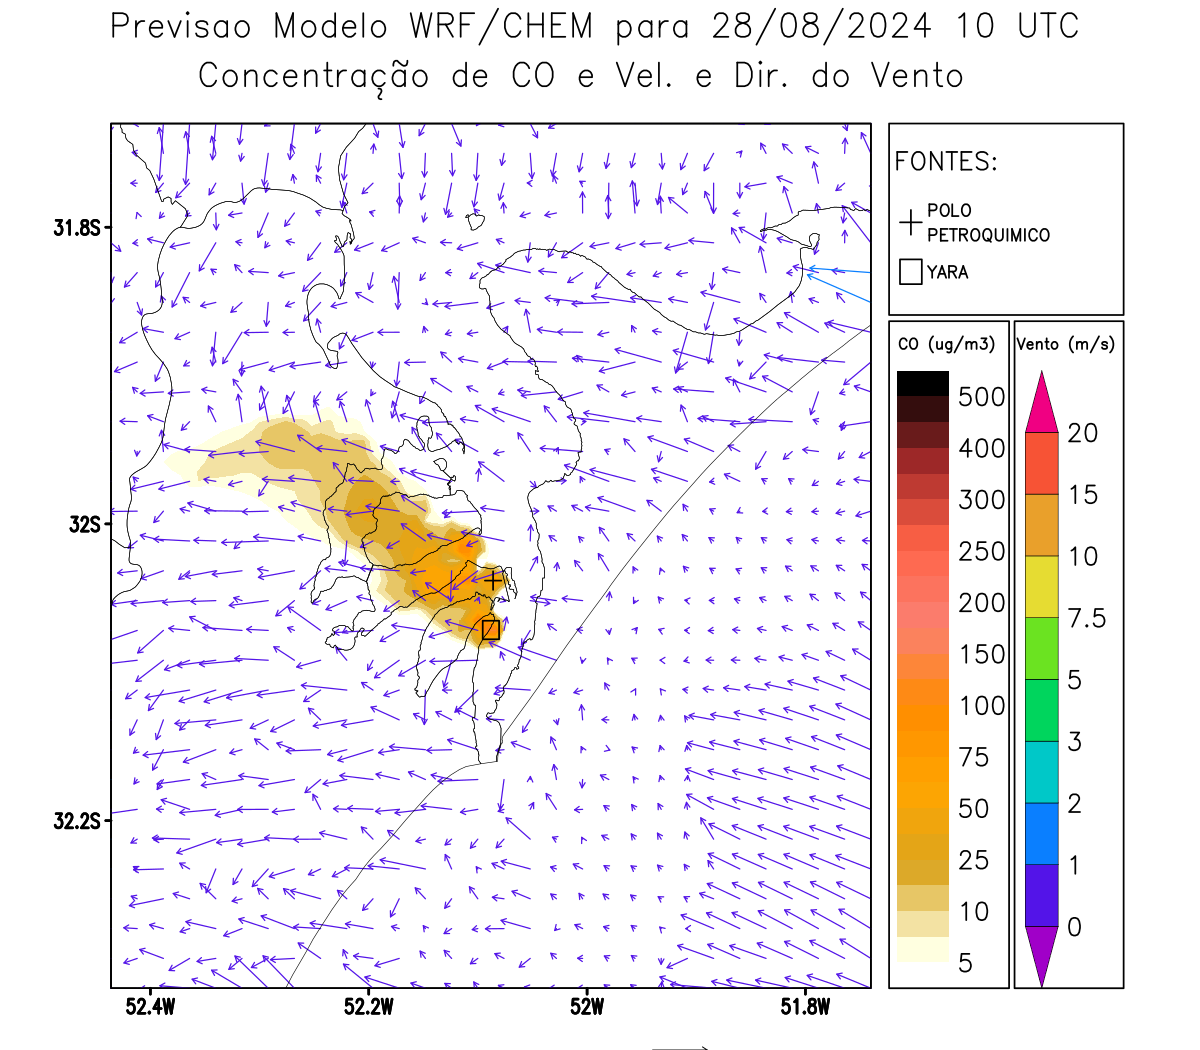 Previsao Modelo WRF/CHEM para 28/08/2024 10 UTC
Concentração de CO e Vel. e Dir. do Vento
FONTES:
POLO
PETROQUIMICO
YARA
CO (ug/m3)
500
400
300
250
200
150
100
75
50
25
10
5
Vento (m/s)
20
15
10
7.5
5
3
2
1
0
31.8S
32S
32.2S
52.4W
52.2W
52W
51.8W